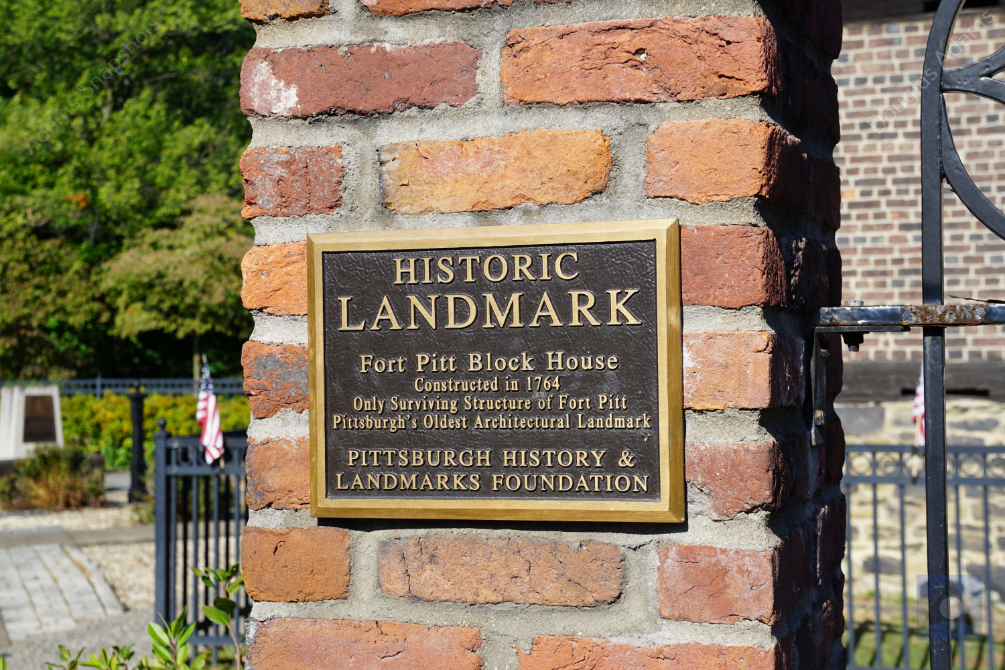 HISTORIC
LANDMARK
Fort Pitt Block House
Constructed in 1764
Only Surviving Structure of Fort Pitt
Pittsburgh's Oldest Architectural Landmark
PITTSBURGH HISTORY &
LANDMARKS FOUNDATION